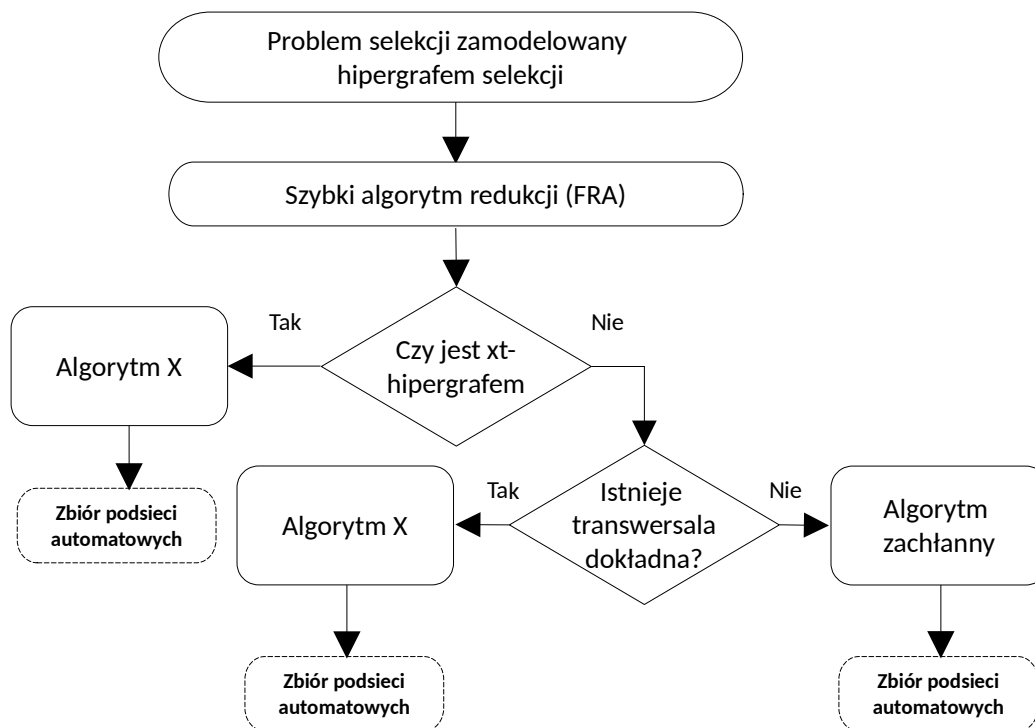 Problem selekcji zamodelowany
hipergrafem selekcji
Szybki algorytm redukcji (FRA)
Tak
Nie
Algorytm X
Czy jest xt-
hipergrafem
Zbiór podsieci
automatowych
Algorytm X
Tak
Istnieje
transwersala
dokładna?
Nie
Algorytm
zachłanny
Zbiór podsieci
automatowych
Zbiór podsieci
automatowych